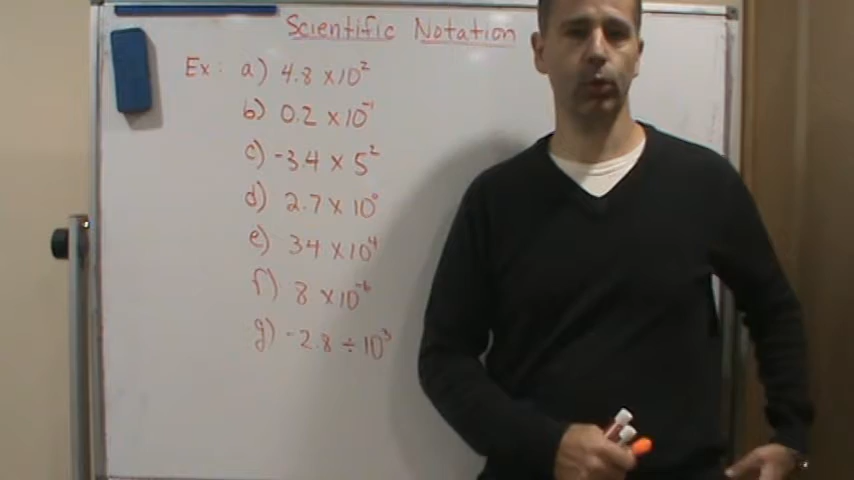 Scientific Notation
Ex: a) 4.8 × 10²
b) 0.2 × 10⁻¹
c) -3.4 × 5²
d) 2.7 × 10⁰
e) 34 × 10⁴
f) 8 × 10⁻⁶
g) -2.8 ÷ 10³